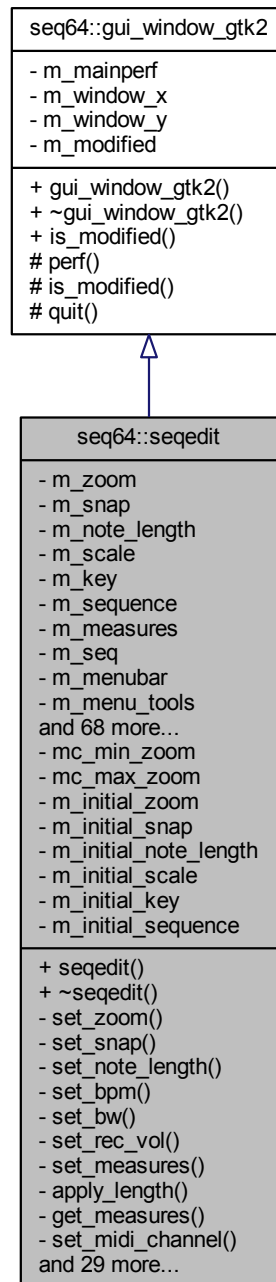 seq64::gui_window_gtk2
- m_mainperf
- m_window_x
- m_window_y
- m_modified
+ gui_window_gtk2()
+ ~gui_window_gtk2()
+ is_modified()
# perf()
# is_modified()
# quit()
seq64::seqedit
- m_zoom
- m_snap
- m_note_length
- m_scale
- m_key
- m_sequence
- m_measures
- m_seq
- m_menubar
- m_menu_tools
and 68 more...
- mc_min_zoom
- mc_max_zoom
- m_initial_zoom
- m_initial_snap
- m_initial_note_length
- m_initial_scale
- m_initial_key
- m_initial_sequence
+ seqedit()
+ ~seqedit()
- set_zoom()
- set_snap()
- set_note_length()
- set_bpm()
- set_bw()
- set_rec_vol()
- set_measures()
- apply_length()
- get_measures()
- set_midi_channel()
and 29 more...